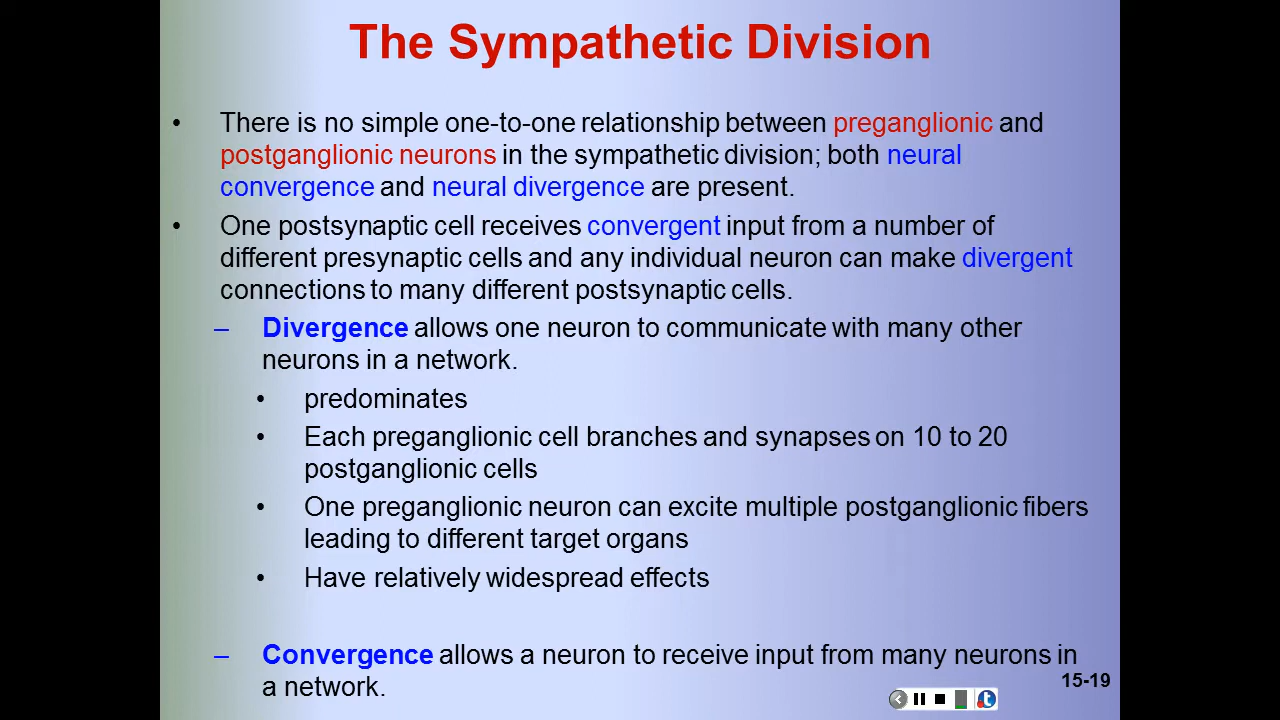 The Sympathetic Division
• There is no simple one-to-one relationship between preganglionic and
postganglionic neurons in the sympathetic division; both neural
convergence and neural divergence are present.
• One postsynaptic cell receives convergent input from a number of
different presynaptic cells and any individual neuron can make divergent
connections to many different postsynaptic cells.
– Divergence allows one neuron to communicate with many other
neurons in a network.
• predominates
• Each preganglionic cell branches and synapses on 10 to 20
postganglionic cells
• One preganglionic neuron can excite multiple postganglionic fibers
leading to different target organs
• Have relatively widespread effects
– Convergence allows a neuron to receive input from many neurons in
a network.
15-19
t